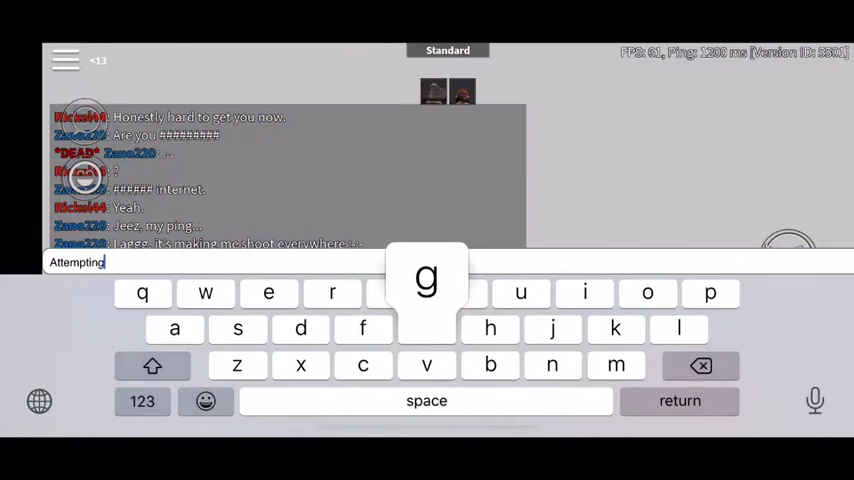 Standard
FPS: 61, Ping: 1200 ms [Version ID: 5501]
<13
Rickel44: Honestly hard to get you now.
Zano220: Are you #########
*DEAD* Zano220: .-.
Rickel44: ?
Zano220: ###### internet.
Rickel44: Yeah.
Zano220: Jeez, my ping...
Zano220: Laggg, it's making me shoot everywhere ;-;
Attempting
g
q w e r u i o p
a s d f h j k l
z x c v b n m
123 space return